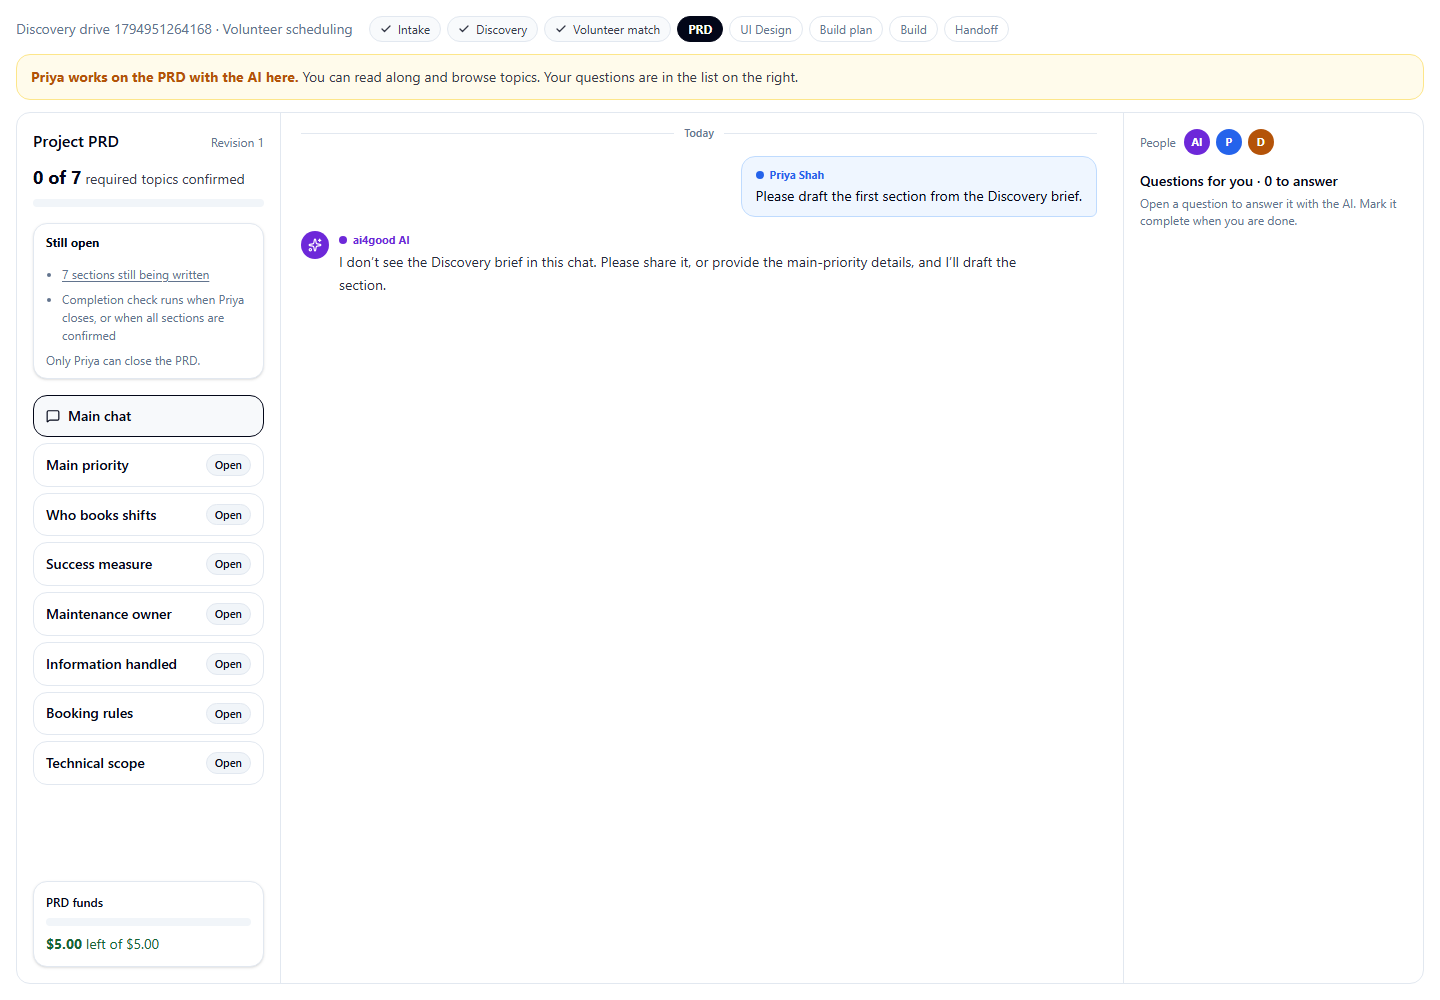 Discovery drive 1794951264168 · Volunteer scheduling
Intake
Discovery
Volunteer match
PRD
UI Design
Build plan
Build
Handoff
Priya works on the PRD with the AI here. You can read along and browse topics. Your questions are in the list on the right.
Project PRD
Revision 1
0 of 7 required topics confirmed
Still open
• 7 sections still being written
• Completion check runs when Priya
closes, or when all sections are
confirmed
Only Priya can close the PRD.
Main chat
Main priority
Open
Who books shifts
Open
Success measure
Open
Maintenance owner
Open
Information handled
Open
Booking rules
Open
Technical scope
Open
PRD funds
$5.00 left of $5.00
Today
Priya Shah
Please draft the first section from the Discovery brief.
ai4good AI
I don’t see the Discovery brief in this chat. Please share it, or provide the main-priority details, and I’ll draft the
section.
People
AI
P
D
Questions for you · 0 to answer
Open a question to answer it with the AI. Mark it
complete when you are done.